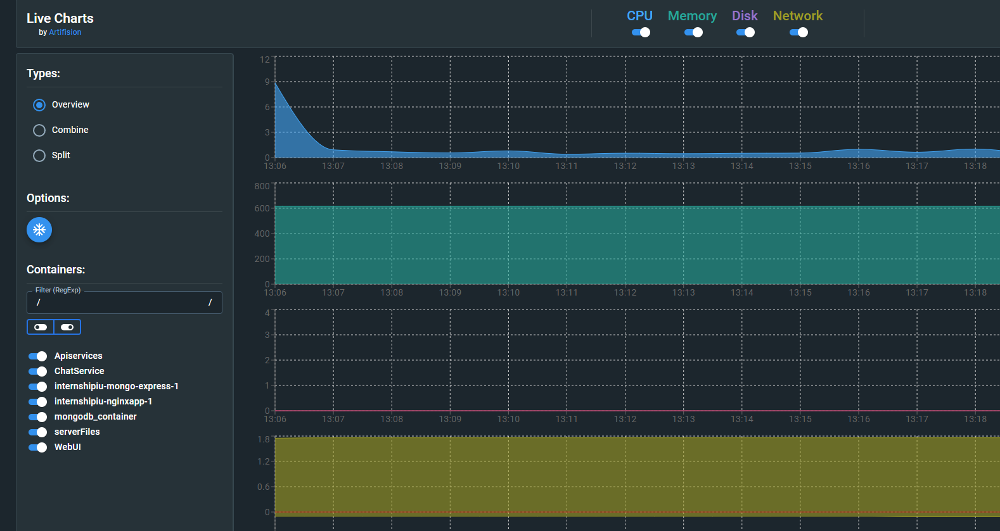 Live Charts
by Artifision
CPU Memory Disk Network
Types:
Overview
Combine
Split
Options:
Containers:
Filter (RegExp)
/ /
Apiservices
ChatService
internshipiu-mongo-express-1
internshipiu-nginxapp-1
mongodb_container
serverFiles
WebUI
12
9
6
3
0
13:06 13:07 13:08 13:09 13:10 13:11 13:12 13:13 13:14 13:15 13:16 13:17 13:18
800
600
400
200
0
13:06 13:07 13:08 13:09 13:10 13:11 13:12 13:13 13:14 13:15 13:16 13:17 13:18
4
3
2
1
0
13:06 13:07 13:08 13:09 13:10 13:11 13:12 13:13 13:14 13:15 13:16 13:17 13:18
1.8
1.2
0.6
0